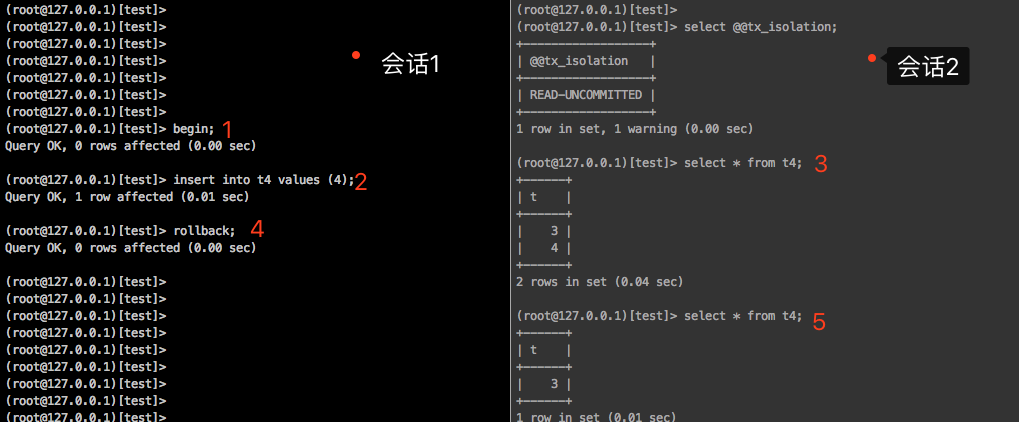 (root@127.0.0.1)[test]>
(root@127.0.0.1)[test]>
(root@127.0.0.1)[test]>
(root@127.0.0.1)[test]>
会话1
(root@127.0.0.1)[test]>
(root@127.0.0.1)[test]>
(root@127.0.0.1)[test]>
(root@127.0.0.1)[test]> begin; 1
Query OK, 0 rows affected (0.00 sec)
(root@127.0.0.1)[test]> insert into t4 values (4); 2
Query OK, 1 row affected (0.01 sec)
(root@127.0.0.1)[test]> rollback; 4
Query OK, 0 rows affected (0.00 sec)
(root@127.0.0.1)[test]>
(root@127.0.0.1)[test]>
(root@127.0.0.1)[test]>
(root@127.0.0.1)[test]>
(root@127.0.0.1)[test]>
(root@127.0.0.1)[test]>
(root@127.0.0.1)[test]>
(root@127.0.0.1)[test]>
(root@127.0.0.1)[test]>
(root@127.0.0.1)[test]> select @@tx_isolation;
+------------------+
| @@tx_isolation   |
会话2
+------------------+
| READ-UNCOMMITTED |
+------------------+
1 row in set, 1 warning (0.00 sec)
(root@127.0.0.1)[test]> select * from t4; 3
+------+
| t    |
+------+
|    3 |
|    4 |
+------+
2 rows in set (0.04 sec)
(root@127.0.0.1)[test]> select * from t4; 5
+------+
| t    |
+------+
|    3 |
+------+
1 row in set (0.01 sec)